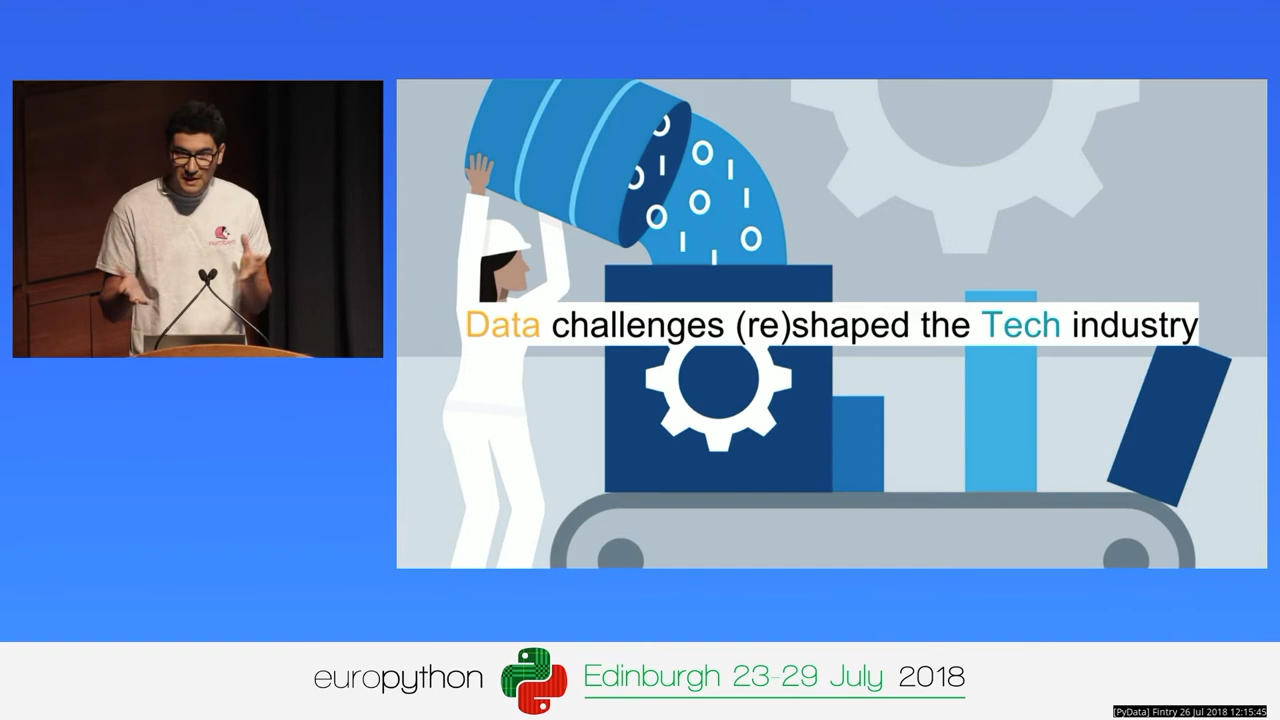 Data challenges (re)shaped the Tech industry
europython Edinburgh 23-29 July 2018
[PyData] Fintry 26 Jul 2018 12:15:45